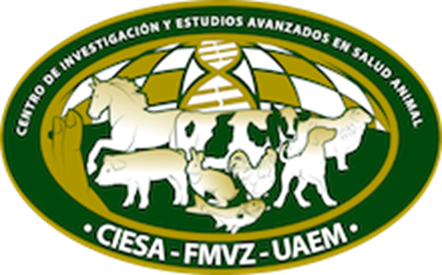 CENTRO DE INVESTIGACIÓN Y ESTUDIOS AVANZADOS EN SALUD ANIMAL
· CIESA - FMVZ - UAEM ·